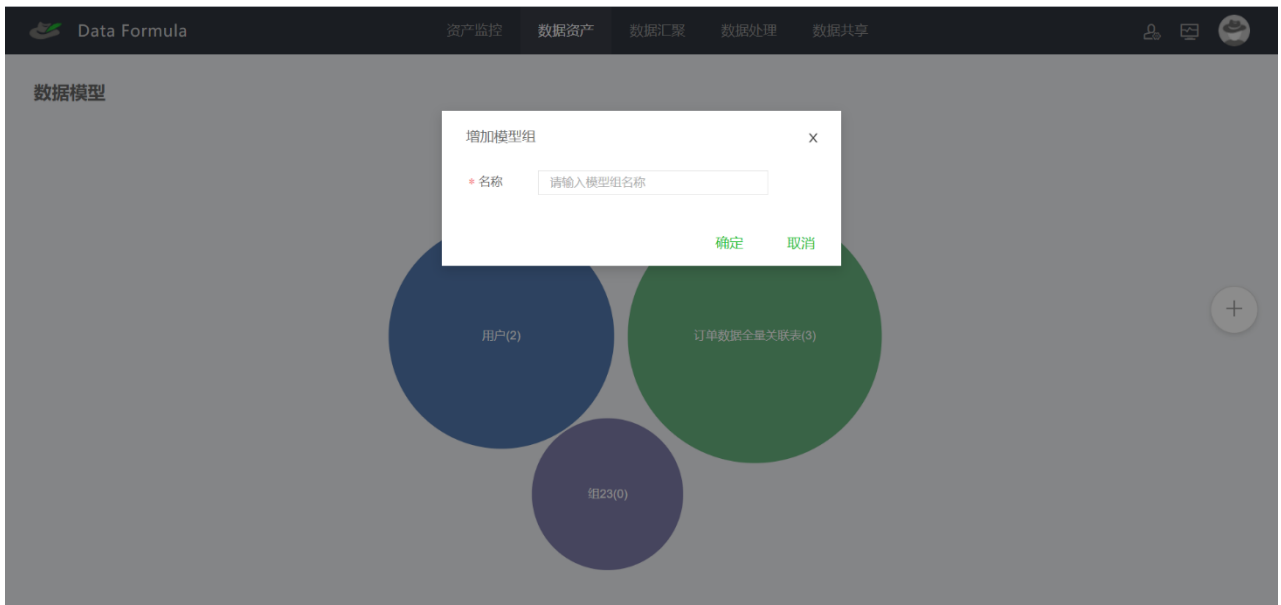 Data Formula
资产监控 数据资产 数据汇聚 数据处理 数据共享
数据模型
增加模型组 x
* 名称 请输入模型组名称
确定 取消
用户(2) 订单数据全量关联表(3)
组23(0)